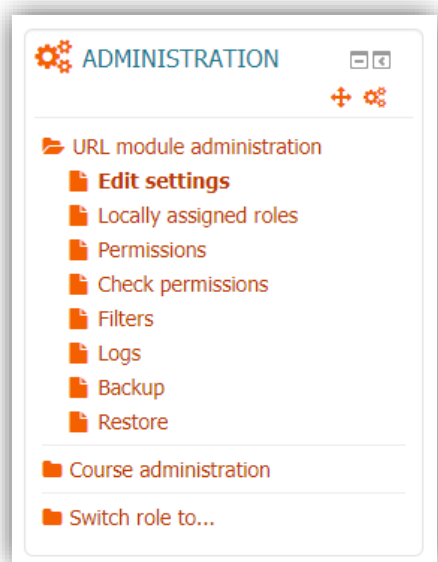 ADMINISTRATION
URL module administration
Edit settings
Locally assigned roles
Permissions
Check permissions
Filters
Logs
Backup
Restore
Course administration
Switch role to...